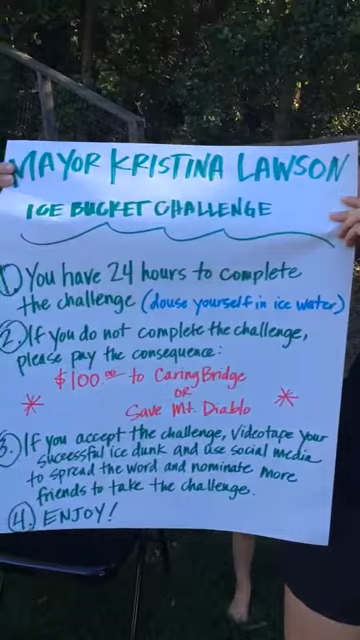 MAYOR KRISTINA LAWSON
ICE BUCKET CHALLENGE
1. You have 24 hours to complete
the challenge (douse yourself in ice water)
2. If you do not complete the challenge,
please pay the consequence:
$100.00 to CaringBridge
OR
* Save Mt. Diablo *
3. If you accept the challenge, videotape your
successful ice dunk and use social media
to spread the word and nominate more
friends to take the challenge.
4. ENJOY!